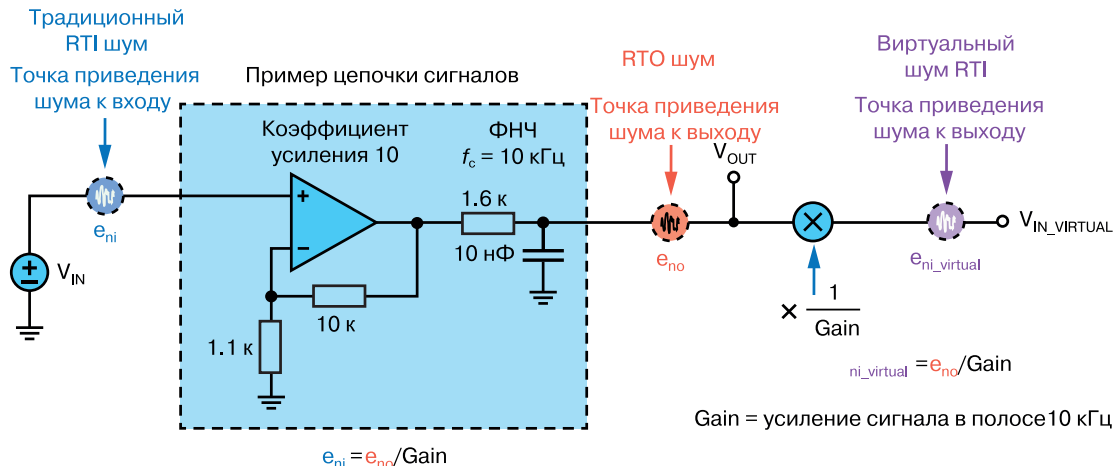 Традиционный
RTI шум
Точка приведения
шума к входу
Пример цепочки сигналов
Коэффициент
усиления 10
ФНЧ
fc = 10 кГц
RTO шум
Точка приведения
шума к выходу
Виртуальный
шум RTI
Точка приведения
шума к выходу
VOUT
1.6 к
10 нФ
+
−
10 к
1.1 к
eni
VIN
eno
eni_virtual
VIN_VIRTUAL
× 1
Gain
ni_virtual =eno/Gain
Gain = усиление сигнала в полосе10 кГц
eni =eno/Gain